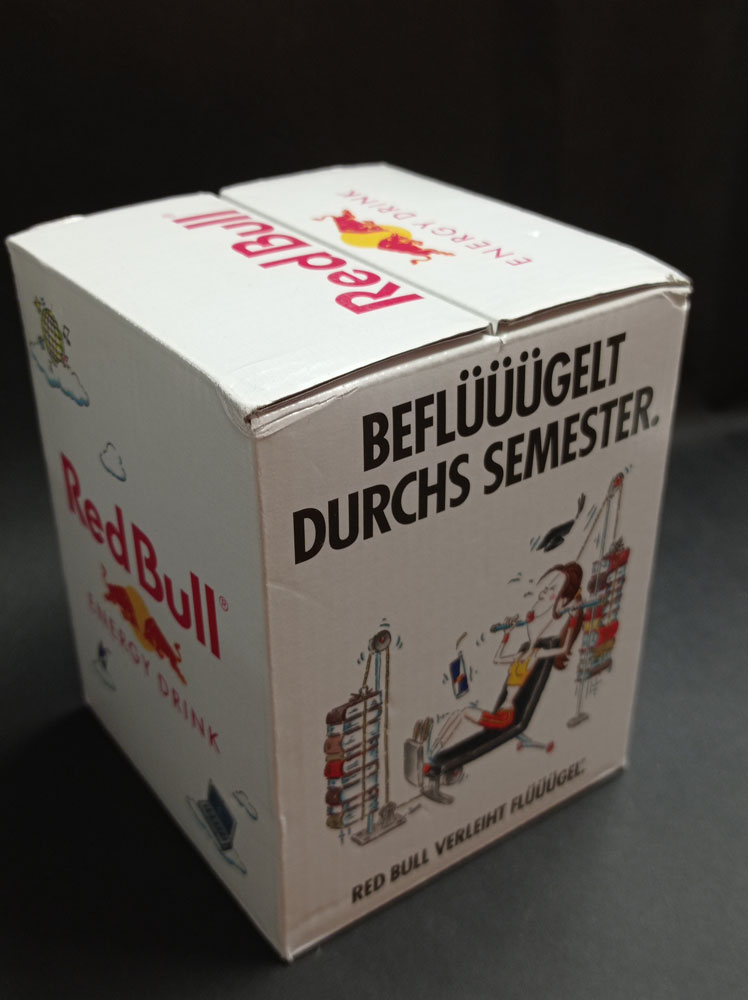 Red Bull®
ENERGY DRINK
BEFLÜÜÜGELT
DURCHS SEMESTER.
Red Bull®
ENERGY DRINK
RED BULL VERLEIHT FLÜÜÜGEL.